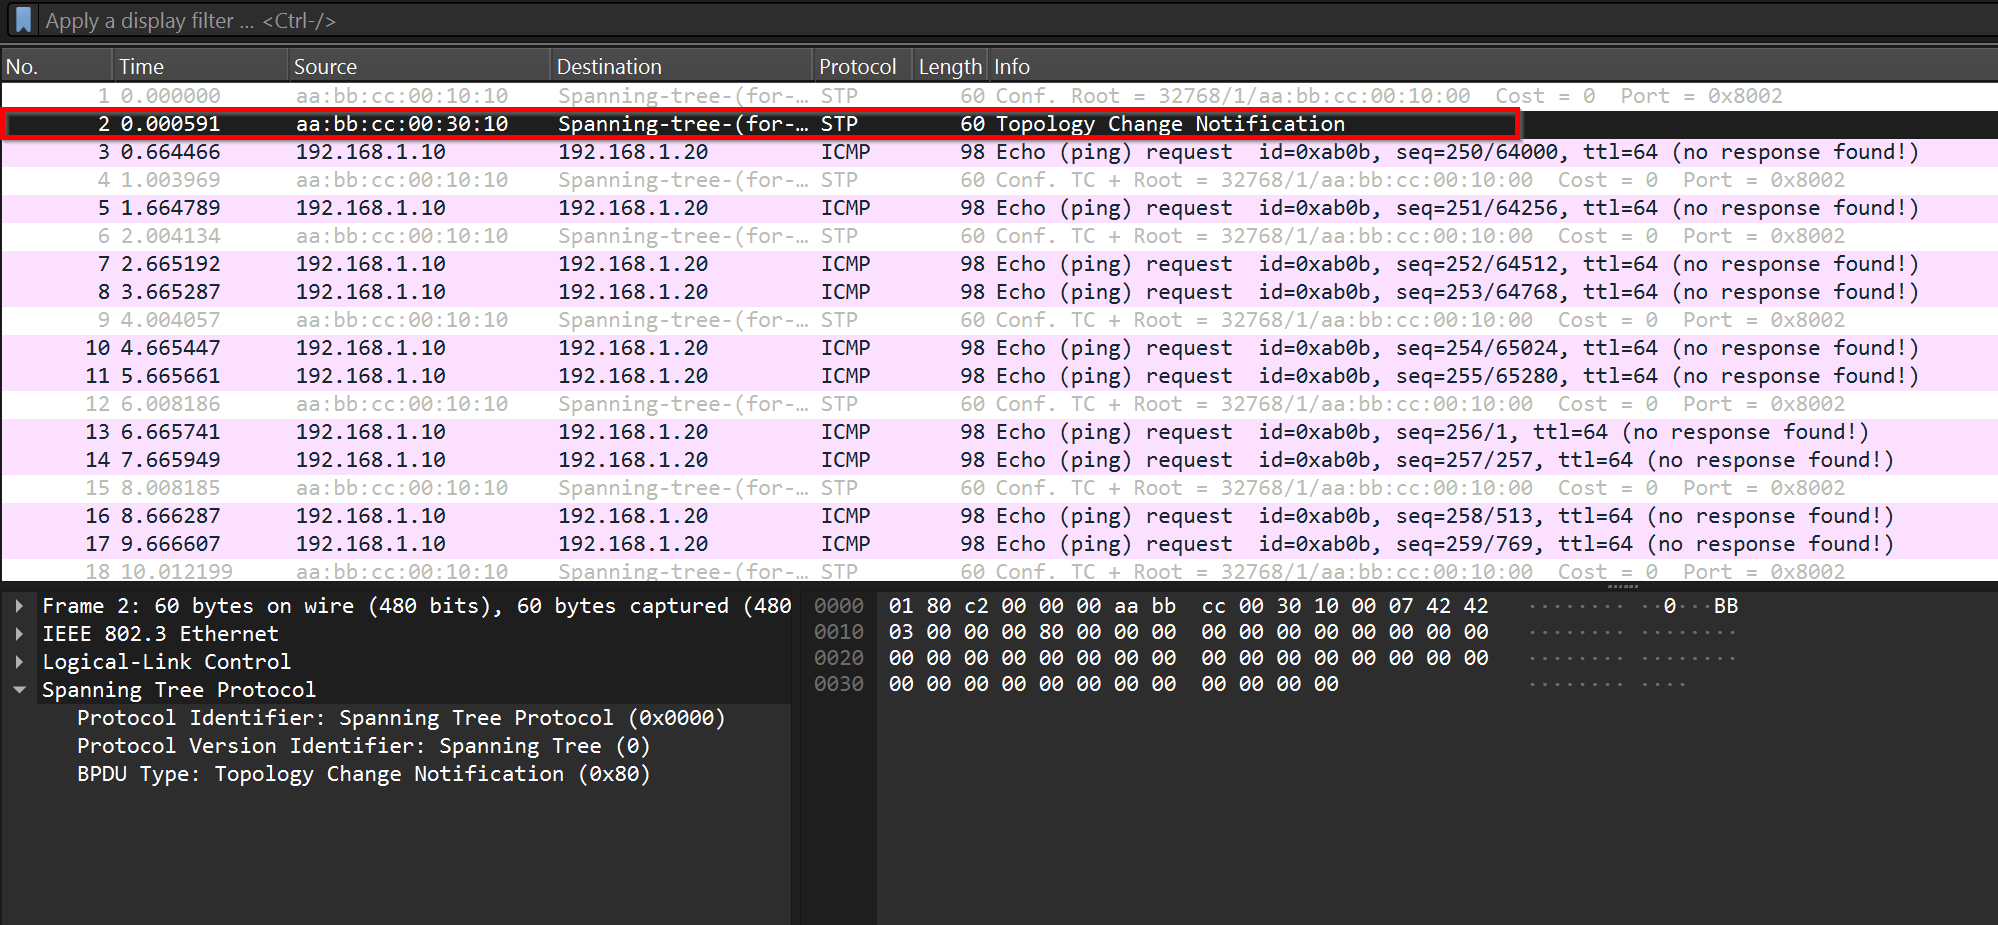 Apply a display filter … <Ctrl-/>
No. Time Source Destination Protocol Length Info
1 0.000000 aa:bb:cc:00:10:10 Spanning-tree-(for-… STP 60 Conf. Root = 32768/1/aa:bb:cc:00:10:00 Cost = 0 Port = 0x8002
2 0.000591 aa:bb:cc:00:30:10 Spanning-tree-(for-… STP 60 Topology Change Notification
3 0.664466 192.168.1.10 192.168.1.20 ICMP 98 Echo (ping) request id=0xab0b, seq=250/64000, ttl=64 (no response found!)
4 1.003969 aa:bb:cc:00:10:10 Spanning-tree-(for-… STP 60 Conf. TC + Root = 32768/1/aa:bb:cc:00:10:00 Cost = 0 Port = 0x8002
5 1.664789 192.168.1.10 192.168.1.20 ICMP 98 Echo (ping) request id=0xab0b, seq=251/64256, ttl=64 (no response found!)
6 2.004134 aa:bb:cc:00:10:10 Spanning-tree-(for-… STP 60 Conf. TC + Root = 32768/1/aa:bb:cc:00:10:00 Cost = 0 Port = 0x8002
7 2.665192 192.168.1.10 192.168.1.20 ICMP 98 Echo (ping) request id=0xab0b, seq=252/64512, ttl=64 (no response found!)
8 3.665287 192.168.1.10 192.168.1.20 ICMP 98 Echo (ping) request id=0xab0b, seq=253/64768, ttl=64 (no response found!)
9 4.004057 aa:bb:cc:00:10:10 Spanning-tree-(for-… STP 60 Conf. TC + Root = 32768/1/aa:bb:cc:00:10:00 Cost = 0 Port = 0x8002
10 4.665447 192.168.1.10 192.168.1.20 ICMP 98 Echo (ping) request id=0xab0b, seq=254/65024, ttl=64 (no response found!)
11 5.665661 192.168.1.10 192.168.1.20 ICMP 98 Echo (ping) request id=0xab0b, seq=255/65280, ttl=64 (no response found!)
12 6.008186 aa:bb:cc:00:10:10 Spanning-tree-(for-… STP 60 Conf. TC + Root = 32768/1/aa:bb:cc:00:10:00 Cost = 0 Port = 0x8002
13 6.665741 192.168.1.10 192.168.1.20 ICMP 98 Echo (ping) request id=0xab0b, seq=256/1, ttl=64 (no response found!)
14 7.665949 192.168.1.10 192.168.1.20 ICMP 98 Echo (ping) request id=0xab0b, seq=257/257, ttl=64 (no response found!)
15 8.008185 aa:bb:cc:00:10:10 Spanning-tree-(for-… STP 60 Conf. TC + Root = 32768/1/aa:bb:cc:00:10:00 Cost = 0 Port = 0x8002
16 8.666287 192.168.1.10 192.168.1.20 ICMP 98 Echo (ping) request id=0xab0b, seq=258/513, ttl=64 (no response found!)
17 9.666607 192.168.1.10 192.168.1.20 ICMP 98 Echo (ping) request id=0xab0b, seq=259/769, ttl=64 (no response found!)
18 10.012199 aa:bb:cc:00:10:10 Spanning-tree-(for-… STP 60 Conf. TC + Root = 32768/1/aa:bb:cc:00:10:00 Cost = 0 Port = 0x8002
Frame 2: 60 bytes on wire (480 bits), 60 bytes captured (480
IEEE 802.3 Ethernet
Logical-Link Control
Spanning Tree Protocol
Protocol Identifier: Spanning Tree Protocol (0x0000)
Protocol Version Identifier: Spanning Tree (0)
BPDU Type: Topology Change Notification (0x80)
0000 01 80 c2 00 00 00 aa bb cc 00 30 10 00 07 42 42 ········ ··0···BB
0010 03 00 00 00 80 00 00 00 00 00 00 00 00 00 00 00 ········ ········
0020 00 00 00 00 00 00 00 00 00 00 00 00 00 00 00 00 ········ ········
0030 00 00 00 00 00 00 00 00 00 00 00 00 ········ ····